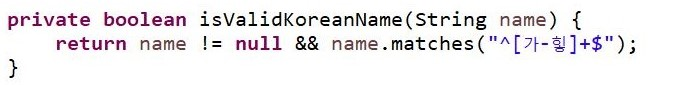 private boolean isValidKoreanName(String name) {
    return name != null && name.matches("^[가-힣]+$");
}